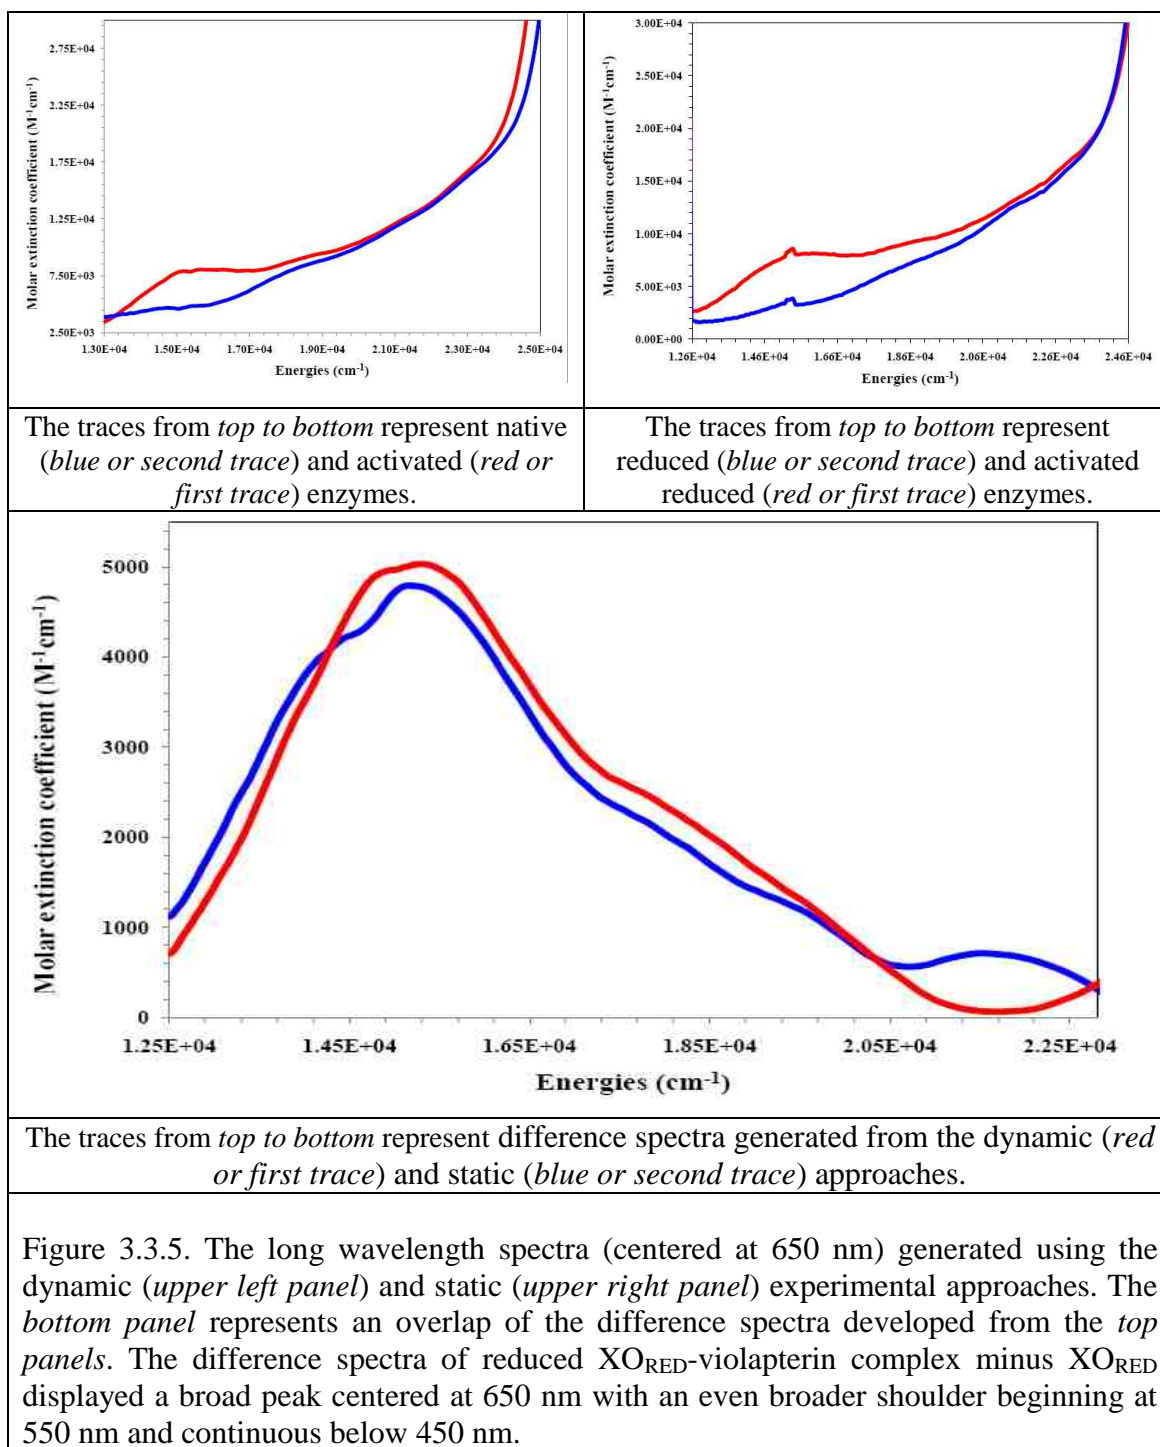 Molar extinction coefficient (M-1cm-1)
2.75E+04
2.25E+04
1.75E+04
1.25E+04
7.50E+03
2.50E+03
1.30E+04 1.50E+04 1.70E+04 1.90E+04 2.10E+04 2.30E+04 2.50E+04
Energies (cm-1)
Molar extinction coefficient (M-1cm-1)
3.00E+04
2.50E+04
2.00E+04
1.50E+04
1.00E+04
5.00E+03
0.00E+00
1.26E+04 1.46E+04 1.66E+04 1.86E+04 2.06E+04 2.26E+04 2.46E+04
Energies (cm-1)
The traces from top to bottom represent native
(blue or second trace) and activated (red or
first trace) enzymes.
The traces from top to bottom represent
reduced (blue or second trace) and activated
reduced (red or first trace) enzymes.
Molar extinction coefficient (M-1cm-1)
5000
4000
3000
2000
1000
0
1.25E+04 1.45E+04 1.65E+04 1.85E+04 2.05E+04 2.25E+04
Energies (cm-1)
The traces from top to bottom represent difference spectra generated from the dynamic (red
or first trace) and static (blue or second trace) approaches.
Figure 3.3.5. The long wavelength spectra (centered at 650 nm) generated using the
dynamic (upper left panel) and static (upper right panel) experimental approaches. The
bottom panel represents an overlap of the difference spectra developed from the top
panels. The difference spectra of reduced XORED-violapterin complex minus XORED
displayed a broad peak centered at 650 nm with an even broader shoulder beginning at
550 nm and continuous below 450 nm.